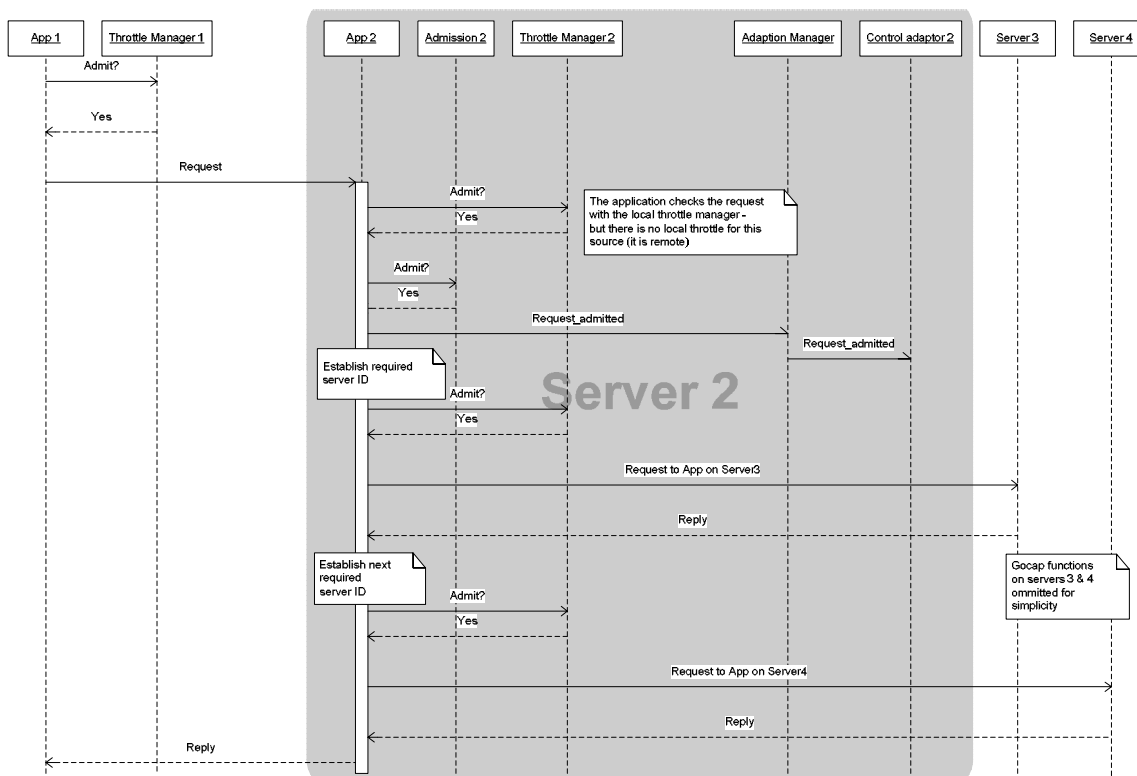 App 1
Throttle Manager 1
App 2
Admission 2
Throttle Manager 2
Adaption Manager
Control adaptor 2
Server 3
Server 4
Admit?
Yes
Request
Admit?
Yes
The application checks the request
with the local throttle manager -
but there is no local throttle for this
source (it is remote)
Admit?
Yes
Request_admitted
Request_admitted
Establish required
server ID
Server 2
Admit?
Yes
Request to App on Server3
Reply
Establish next
required
server ID
Gocap functions
on servers 3 & 4
ommitted for
simplicity
Admit?
Yes
Request to App on Server4
Reply
Reply